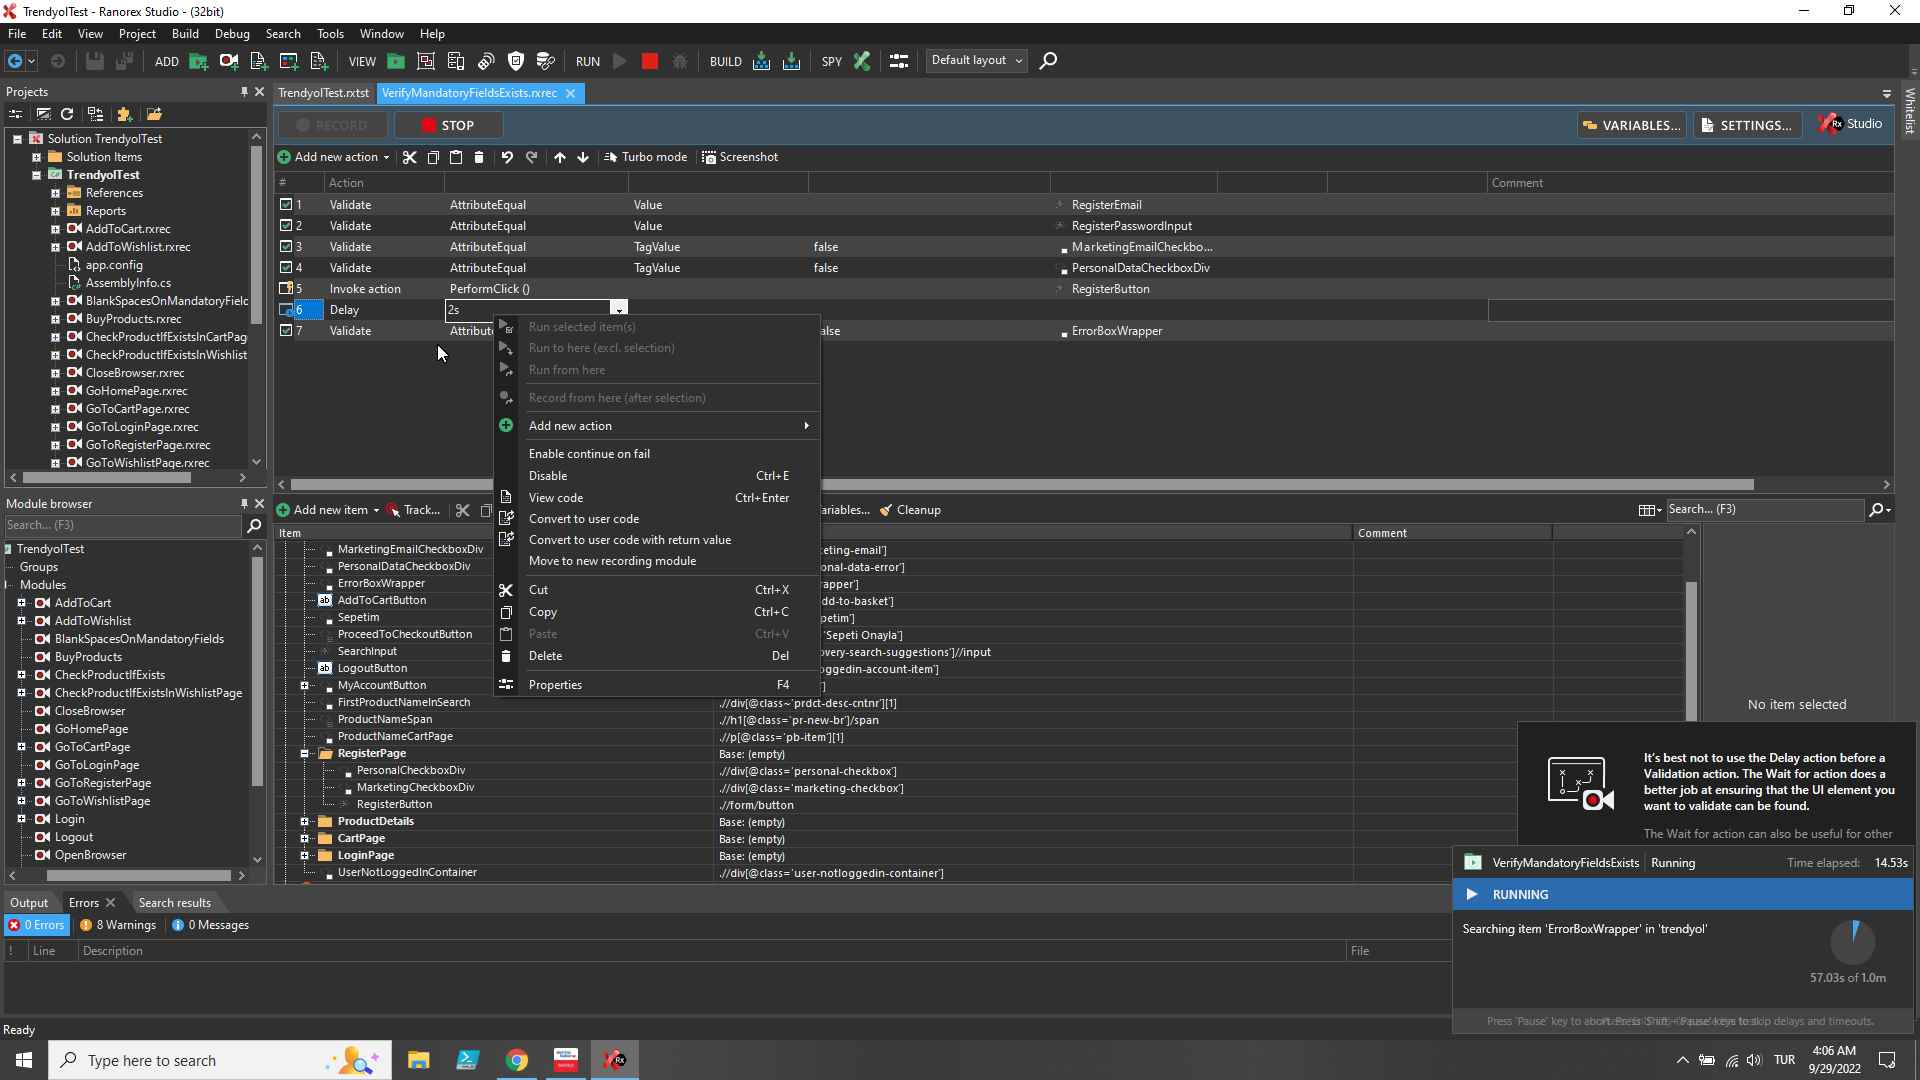 TrendyolTest - Ranorex Studio - (32bit)
File Edit View Project Build Debug Search Tools Window Help
ADD VIEW RUN BUILD SPY Default layout
Projects
TrendyolTest.rxtst VerifyMandatoryFieldsExists.rxrec
Whitelist
RECORD STOP VARIABLES... SETTINGS... Rx Studio
Solution TrendyolTest
Solution Items
TrendyolTest
References
Reports
AddToCart.rxrec
AddToWishlist.rxrec
app.config
AssemblyInfo.cs
BlankSpacesOnMandatoryFielc
BuyProducts.rxrec
CheckProductIfExistsInCartPag
CheckProductIfExistsInWishlist
CloseBrowser.rxrec
GoHomePage.rxrec
GoToCartPage.rxrec
GoToLoginPage.rxrec
GoToRegisterPage.rxrec
GoToWishlistPage.rxrec
Add new action Turbo mode Screenshot
# Action Comment
1 Validate AttributeEqual Value RegisterEmail
2 Validate AttributeEqual Value RegisterPasswordInput
3 Validate AttributeEqual TagValue false MarketingEmailCheckbo...
4 Validate AttributeEqual TagValue false PersonalDataCheckboxDiv
5 Invoke action PerformClick () RegisterButton
6 Delay 2s
7 Validate Attribute alse ErrorBoxWrapper
Run selected item(s)
Run to here (excl. selection)
Run from here
Record from here (after selection)
Add new action
Enable continue on fail
Disable Ctrl+E
View code Ctrl+Enter
Convert to user code
Convert to user code with return value
Move to new recording module
Cut Ctrl+X
Copy Ctrl+C
Paste Ctrl+V
Delete Del
Properties F4
Module browser
Search... (F3)
TrendyolTest
Groups
Modules
AddToCart
AddToWishlist
BlankSpacesOnMandatoryFields
BuyProducts
CheckProductIfExists
CheckProductIfExistsInWishlistPage
CloseBrowser
GoHomePage
GoToCartPage
GoToLoginPage
GoToRegisterPage
GoToWishlistPage
Login
Logout
OpenBrowser
Add new item Track... ariables... Cleanup Search... (F3)
Item Comment
MarketingEmailCheckboxDiv eting-email']
PersonalDataCheckboxDiv onal-data-error']
ErrorBoxWrapper rapper']
ab AddToCartButton dd-to-basket']
Sepetim petim']
ProceedToCheckoutButton 'Sepeti Onayla']
SearchInput overy-search-suggestions']//input
ab LogoutButton oggedin-account-item']
MyAccountButton ']
FirstProductNameInSearch .//div[@class~'prdct-desc-cntnr'][1]
ProductNameSpan .//h1[@class='pr-new-br']/span
ProductNameCartPage .//p[@class='pb-item'][1]
RegisterPage Base: (empty)
PersonalCheckboxDiv .//div[@class='personal-checkbox']
MarketingCheckboxDiv .//div[@class='marketing-checkbox']
RegisterButton .//form/button
ProductDetails Base: (empty)
CartPage Base: (empty)
LoginPage Base: (empty)
UserNotLoggedInContainer .//div[@class='user-notloggedin-container']
No item selected
It's best not to use the Delay action before a
Validation action. The Wait for action does a
better job at ensuring that the UI element you
want to validate can be found.
The Wait for action can also be useful for other
VerifyMandatoryFieldsExists Running Time elapsed: 14.53s
RUNNING
Searching item 'ErrorBoxWrapper' in 'trendyol'
57.03s of 1.0m
Press 'Pause' key to abort. skip delays and timeouts.
Output Errors Search results
0 Errors 8 Warnings 0 Messages
! Line Description File
Ready
Type here to search
TUR
4:06 AM
9/29/2022